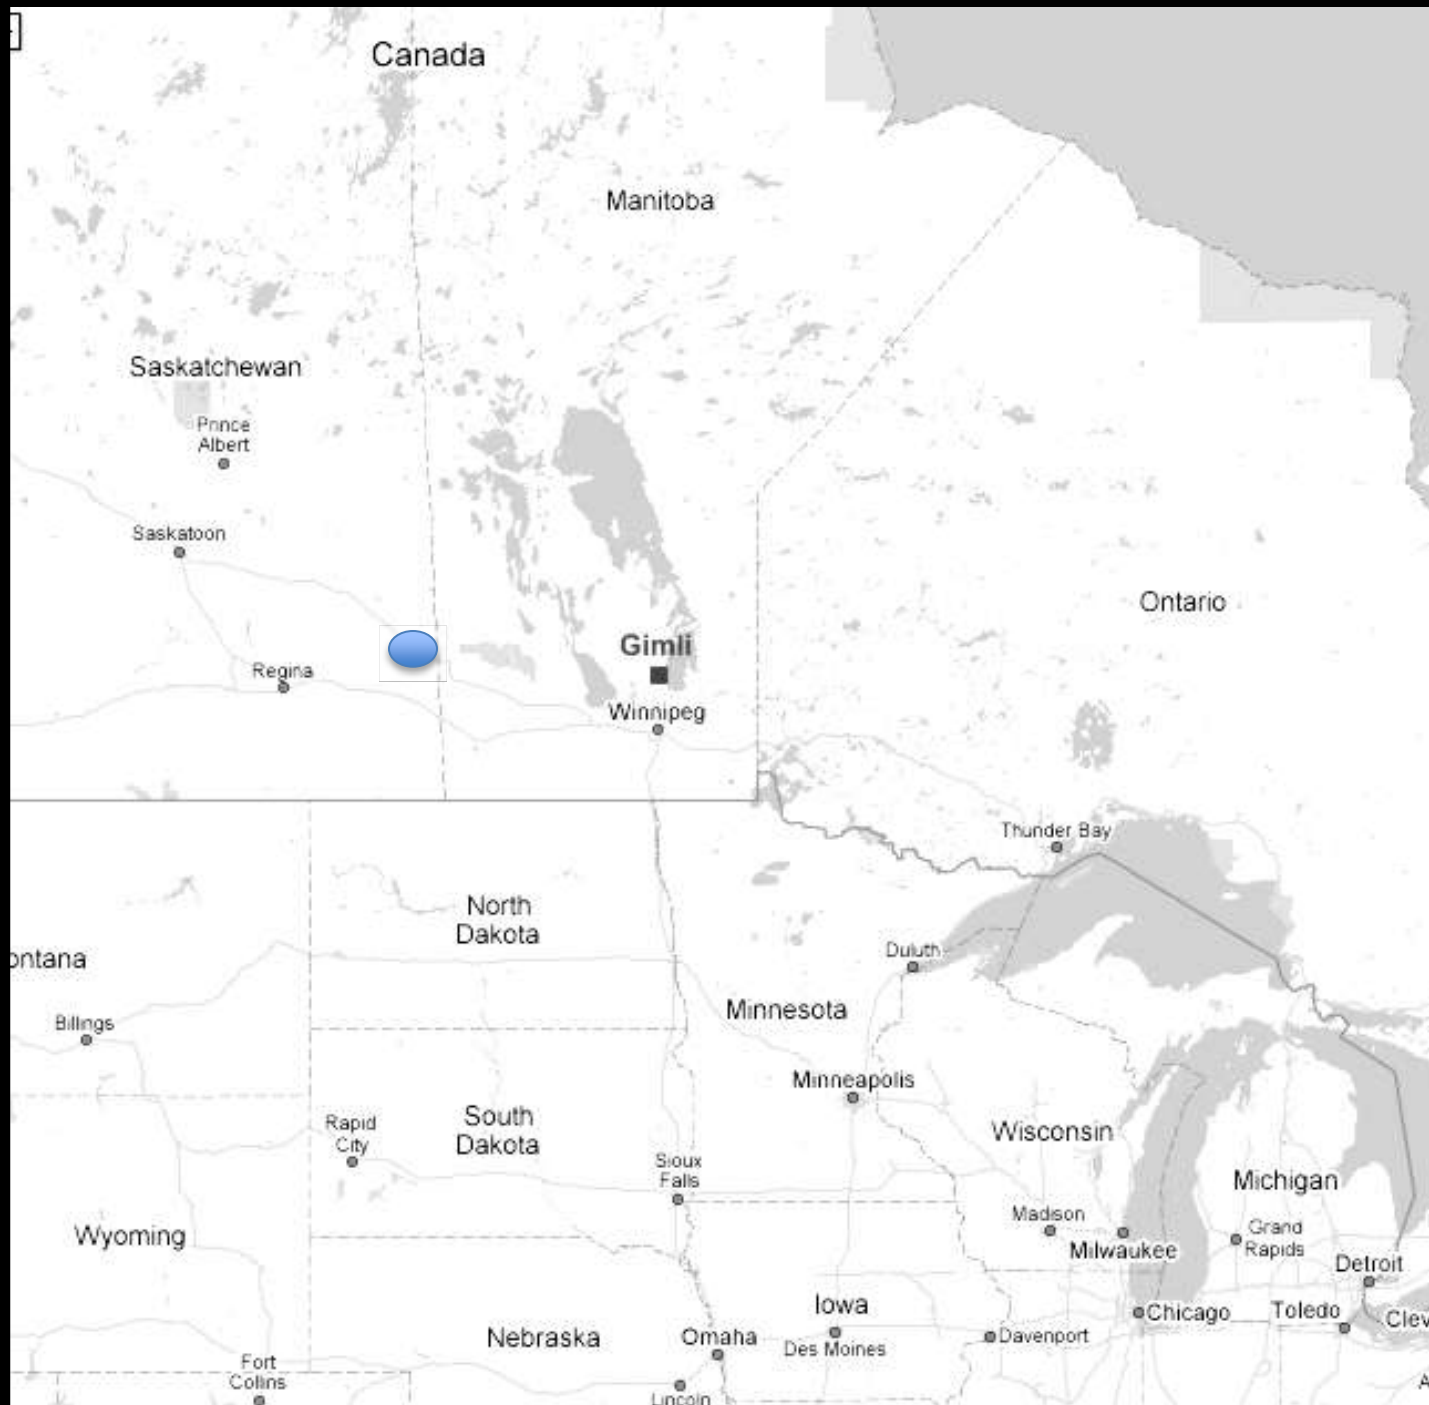 Canada
Manitoba
Saskatchewan
Prince
Albert
Saskatoon
Ontario
Gimli
Regina
Winnipeg
Thunder Bay
North
Dakota
ontana
Duluth
Minnesota
Billings
Minneapolis
Rapid
City
South
Dakota
Wisconsin
Sioux
Falls
Michigan
Madison
Grand
Rapids
Wyoming
Milwaukee
Detroit
Iowa
Chicago
Toledo
Clev
Nebraska
Omaha
Des Moines
Davenport
Fort
Collins
Lincoln
A